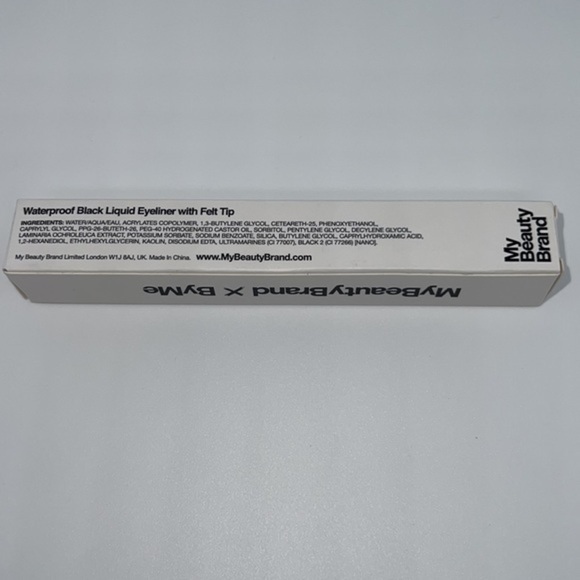 Waterproof Black Liquid Eyeliner with Felt Tip
INGREDIENTS: WATER/AQUA/EAU, ACRYLATES COPOLYMER, 1,3-BUTYLENE GLYCOL, CETEARETH-25, PHENOXYETHANOL,
CAPRYLYL GLYCOL, PPG-26-BUTETH-26, PEG-40 HYDROGENATED CASTOR OIL, SORBITOL, PENTYLENE GLYCOL, DECYLENE GLYCOL,
LAMINARIA OCHROLEUCA EXTRACT, POTASSIUM SORBATE, SODIUM BENZOATE, SILICA, BUTYLENE GLYCOL, CAPRYLHYDROXAMIC ACID,
1,2-HEXANEDIOL, ETHYLHEXYLGLYCERIN, KAOLIN, DISODIUM EDTA, ULTRAMARINES (CI 77007), BLACK 2 (CI 77266) [NANO].
My Beauty Brand Limited London W1J 8AJ, UK. Made in China. www.MyBeautyBrand.com
My
Beauty
Brand
MyBeautyBrand X ByMe